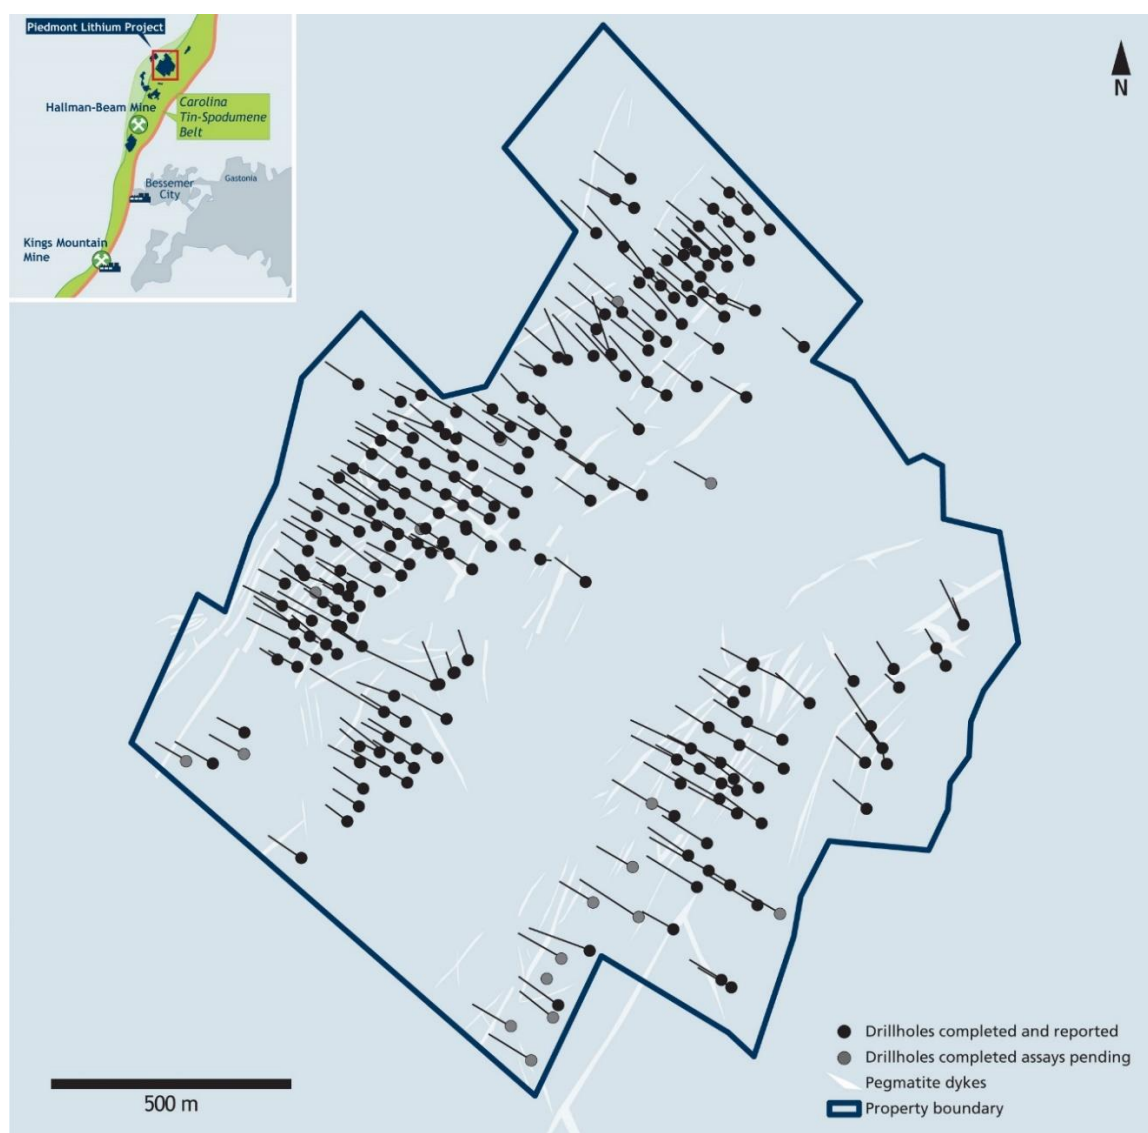 Piedmont Lithium Project
Hallman-Beam Mine
Carolina
Tin-Spodumene
Belt
Bessemer
City
Gastonia
Kings Mountain
Mine
N
Drillholes completed and reported
Drillholes completed assays pending
Pegmatite dykes
Property boundary
500 m